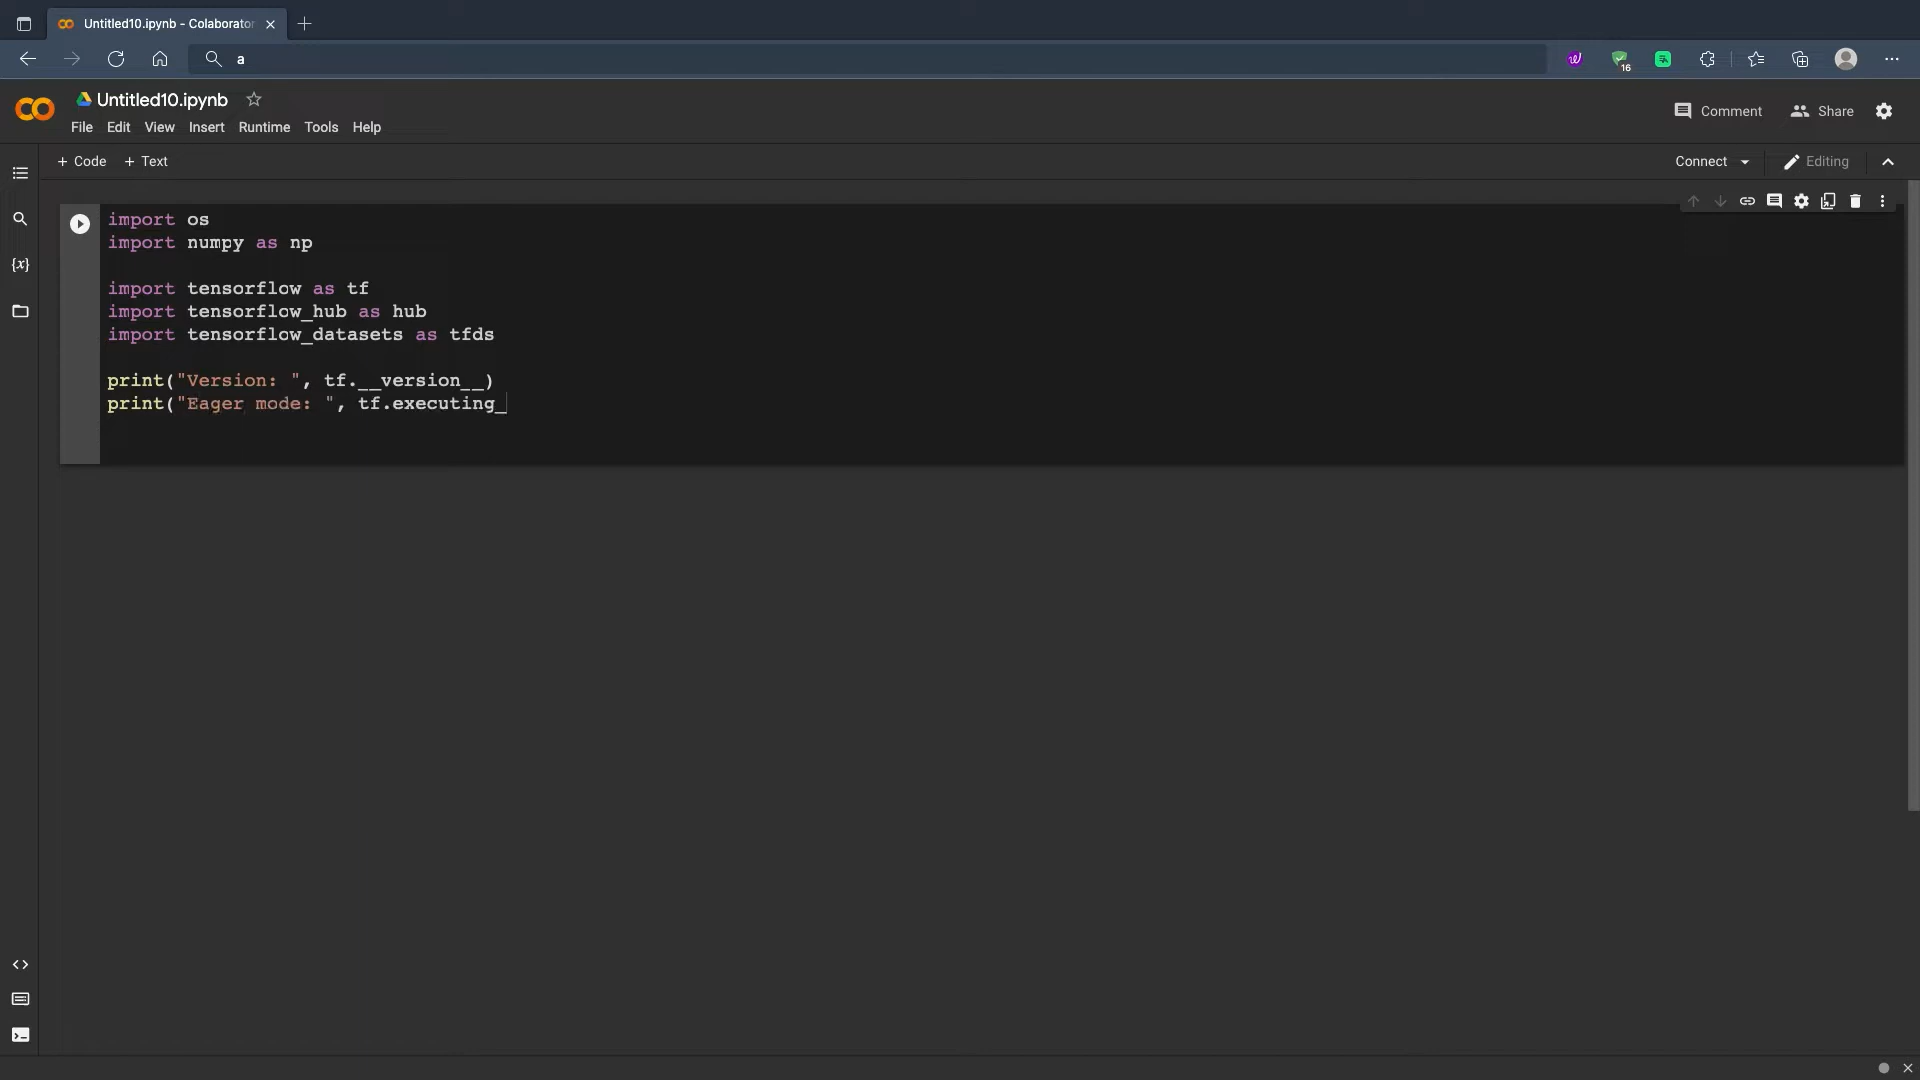 Untitled10.ipynb - Colaborator
a
16
Untitled10.ipynb
File Edit View Insert Runtime Tools Help
Comment Share
+ Code + Text
Connect Editing
{x}
import os
import numpy as np
import tensorflow as tf
import tensorflow_hub as hub
import tensorflow_datasets as tfds
print("Version: ", tf.__version__)
print("Eager mode: ", tf.executing_